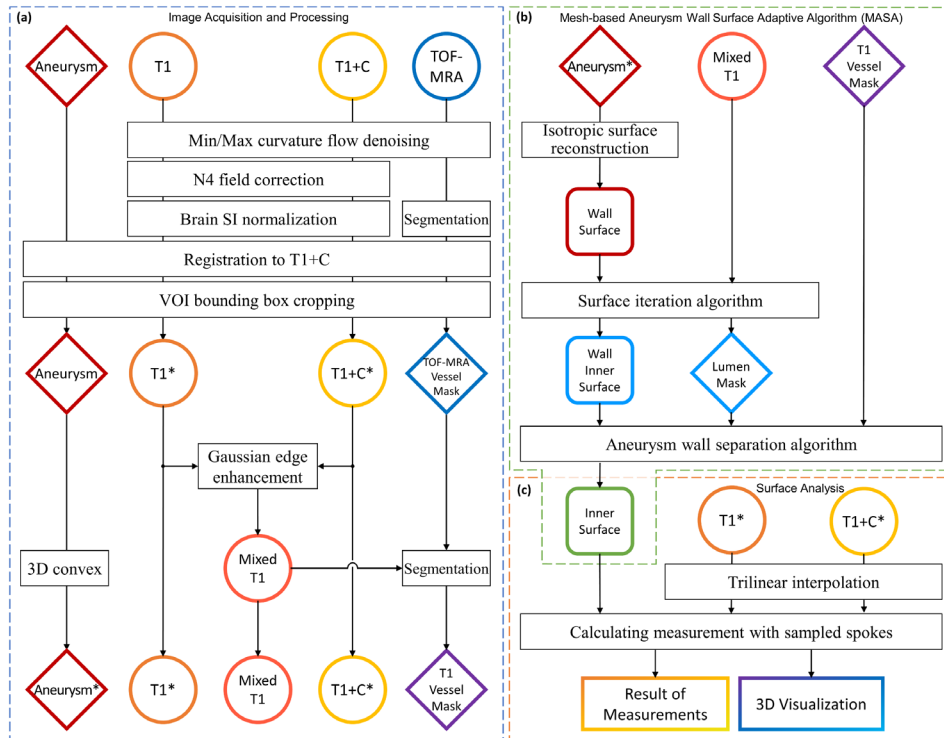 (a)
Image Acquisition and Processing
Aneurysm
T1
T1+C
TOF-
MRA
Min/Max curvature flow denoising
N4 field correction
Brain SI normalization
Segmentation
Registration to T1+C
VOI bounding box cropping
Aneurysm
T1*
T1+C*
TOF-MRA
Vessel
Mask
Gaussian edge
enhancement
3D convex
Mixed
T1
Segmentation
Aneurysm*
T1*
Mixed
T1
T1+C*
T1
Vessel
Mask
(b)
Mesh-based Aneurysm Wall Surface Adaptive Algorithm (MASA)
Aneurysm*
Mixed
T1
T1
Vessel
Mask
Isotropic surface
reconstruction
Wall
Surface
Surface iteration algorithm
Wall
Inner
Surface
Lumen
Mask
Aneurysm wall separation algorithm
(c)
Surface Analysis
Inner
Surface
T1*
T1+C*
Trilinear interpolation
Calculating measurement with sampled spokes
Result of
Measurements
3D Visualization